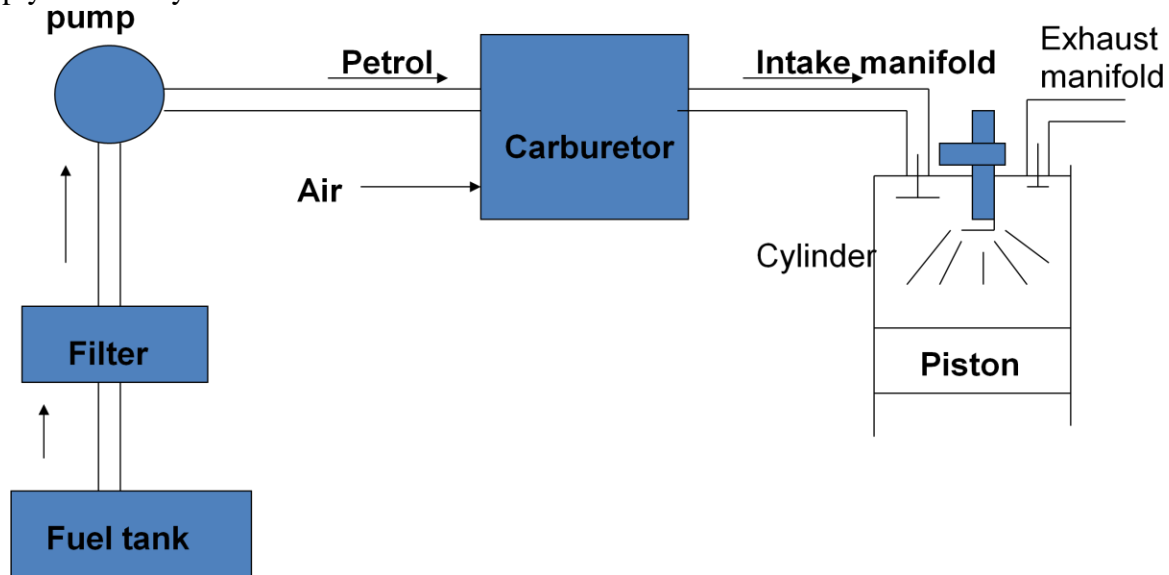 pump
Petrol
Intake manifold
Exhaust
manifold
Carburetor
Air
Cylinder
Filter
Piston
Fuel tank